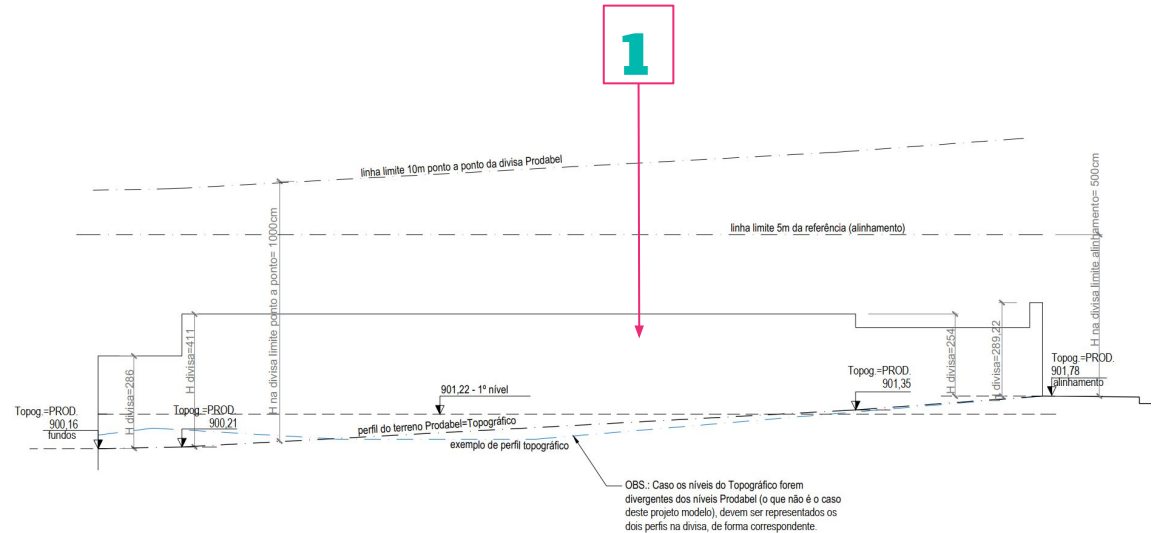 1
linha limite 10m ponto a ponto da divisa Prodabel
linha limite 5m da referência (alinhamento)
H na divisa limite ponto a ponto= 1000cm
H na divisa limite alinhamento= 500cm
H divisa=286
H divisa=411
H divisa=254
H divisa=289,22
Topog.=PROD.
900,16
fundos
Topog.=PROD.
900,21
901,22 - 1º nível
Topog.=PROD.
901,35
Topog.=PROD.
901,78
alinhamento
perfil do terreno Prodabel=Topográfico
exemplo de perfil topográfico
OBS.: Caso os níveis do Topográfico forem
divergentes dos níveis Prodabel (o que não é o caso
deste projeto modelo), devem ser representados os
dois perfis na divisa, de forma correspondente.